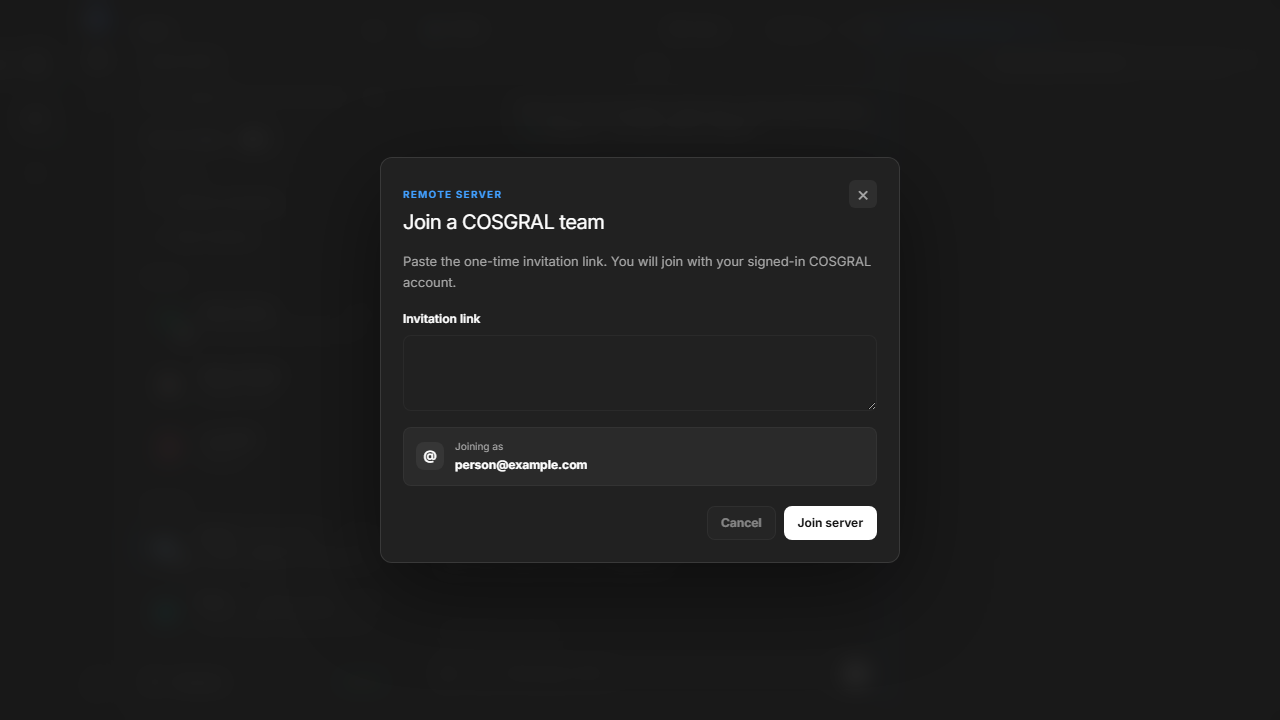 REMOTE SERVER
Join a COSGRAL team
Paste the one-time invitation link. You will join with your signed-in COSGRAL
account.
Invitation link
@
Joining as
person@example.com
Cancel
Join server